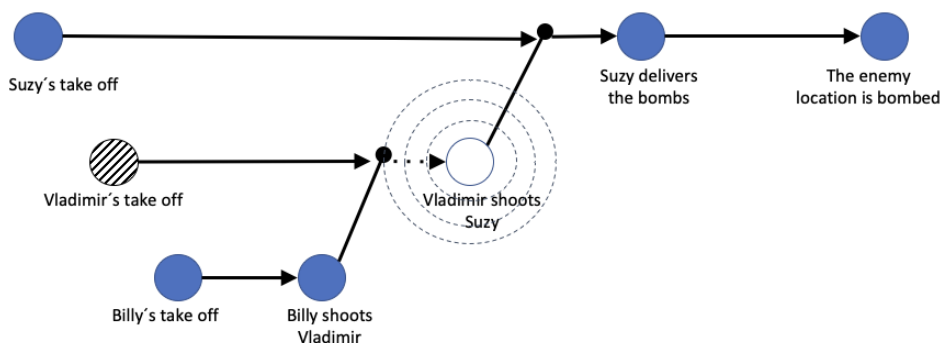 Suzy´s take off
Suzy delivers
the bombs
The enemy
location is bombed
Vladimir´s take off
Vladimir shoots
Suzy
Billy´s take off
Billy shoots
Vladimir